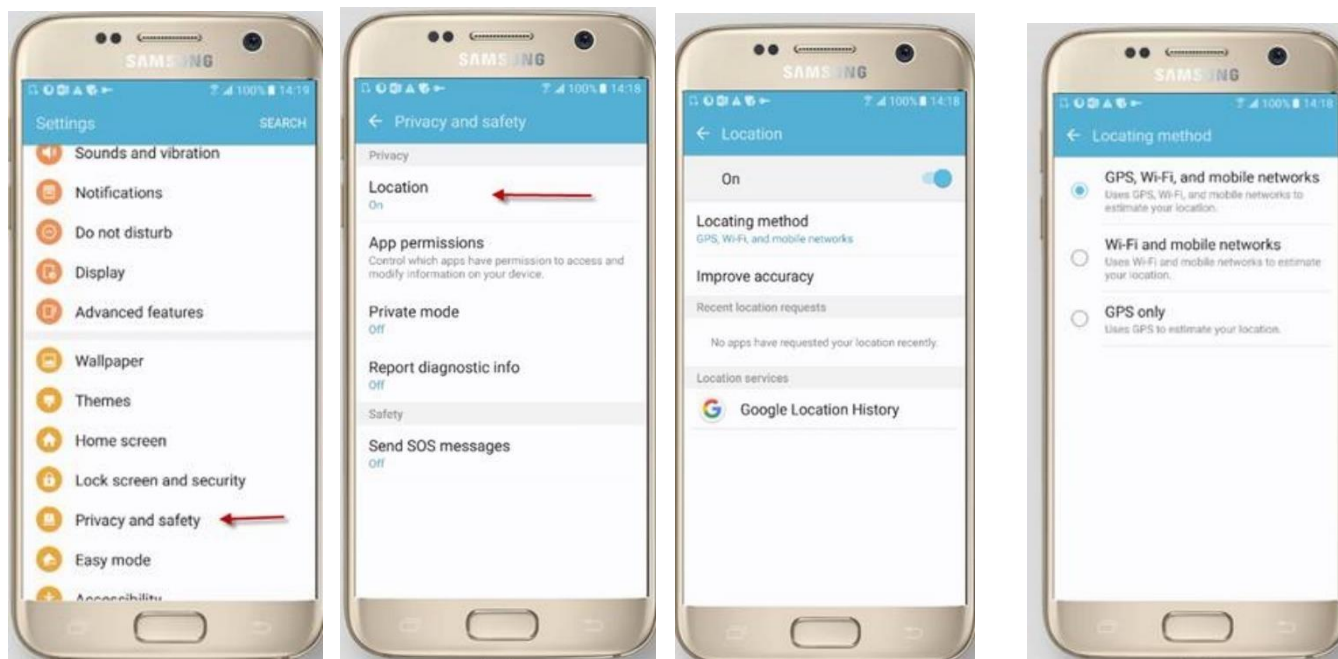 SAMSUNG
100% 14:19
Settings
SEARCH
Sounds and vibration
Notifications
Do not disturb
Display
Advanced features
Wallpaper
Themes
Home screen
Lock screen and security
Privacy and safety
Easy mode
Accessibility
SAMSUNG
100% 14:18
Privacy and safety
Privacy
Location
On
App permissions
Control which apps have permission to access and
modify information on your device.
Private mode
Off
Report diagnostic info
Off
Safety
Send SOS messages
Off
SAMSUNG
100% 14:18
Location
On
Locating method
GPS, Wi-Fi, and mobile networks
Improve accuracy
Recent location requests
No apps have requested your location recently.
Location services
G
Google Location History
SAMSUNG
100% 14:18
Locating method
GPS, Wi-Fi, and mobile networks
Uses GPS, Wi-Fi, and mobile networks to
estimate your location.
Wi-Fi and mobile networks
Uses Wi-Fi and mobile networks to estimate
your location.
GPS only
Uses GPS to estimate your location.